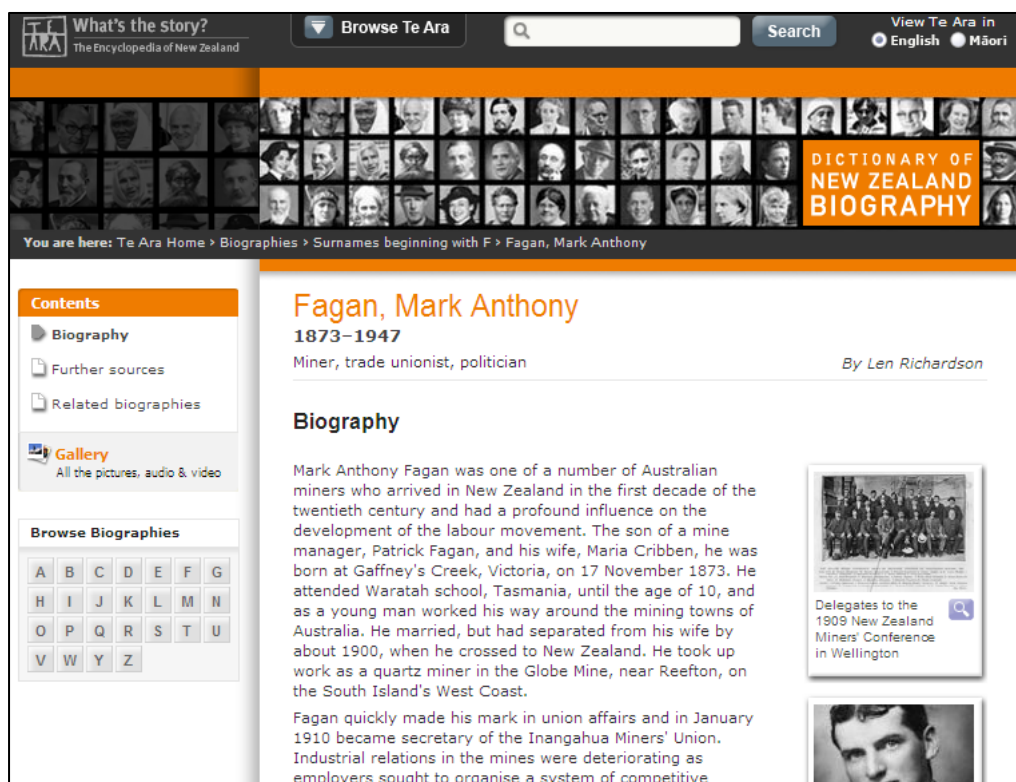 What's the story?
The Encyclopedia of New Zealand
Browse Te Ara
Search
View Te Ara in
English Māori
TE
ARA
DICTIONARY OF
NEW ZEALAND
BIOGRAPHY
You are here: Te Ara Home › Biographies › Surnames beginning with F › Fagan, Mark Anthony
Contents
Biography
Further sources
Related biographies
Gallery
All the pictures, audio & video
Browse Biographies
A B C D E F G
H I J K L M N
O P Q R S T U
V W Y Z
Fagan, Mark Anthony
1873–1947
Miner, trade unionist, politician
By Len Richardson
Biography
Mark Anthony Fagan was one of a number of Australian
miners who arrived in New Zealand in the first decade of the
twentieth century and had a profound influence on the
development of the labour movement. The son of a mine
manager, Patrick Fagan, and his wife, Maria Cribben, he was
born at Gaffney's Creek, Victoria, on 17 November 1873. He
attended Waratah school, Tasmania, until the age of 10, and
as a young man worked his way around the mining towns of
Australia. He married, but had separated from his wife by
about 1900, when he crossed to New Zealand. He took up
work as a quartz miner in the Globe Mine, near Reefton, on
the South Island's West Coast.
Fagan quickly made his mark in union affairs and in January
1910 became secretary of the Inangahua Miners' Union.
Industrial relations in the mines were deteriorating as
employers sought to organise a system of competitive
Delegates to the
1909 New Zealand
Miners' Conference
in Wellington